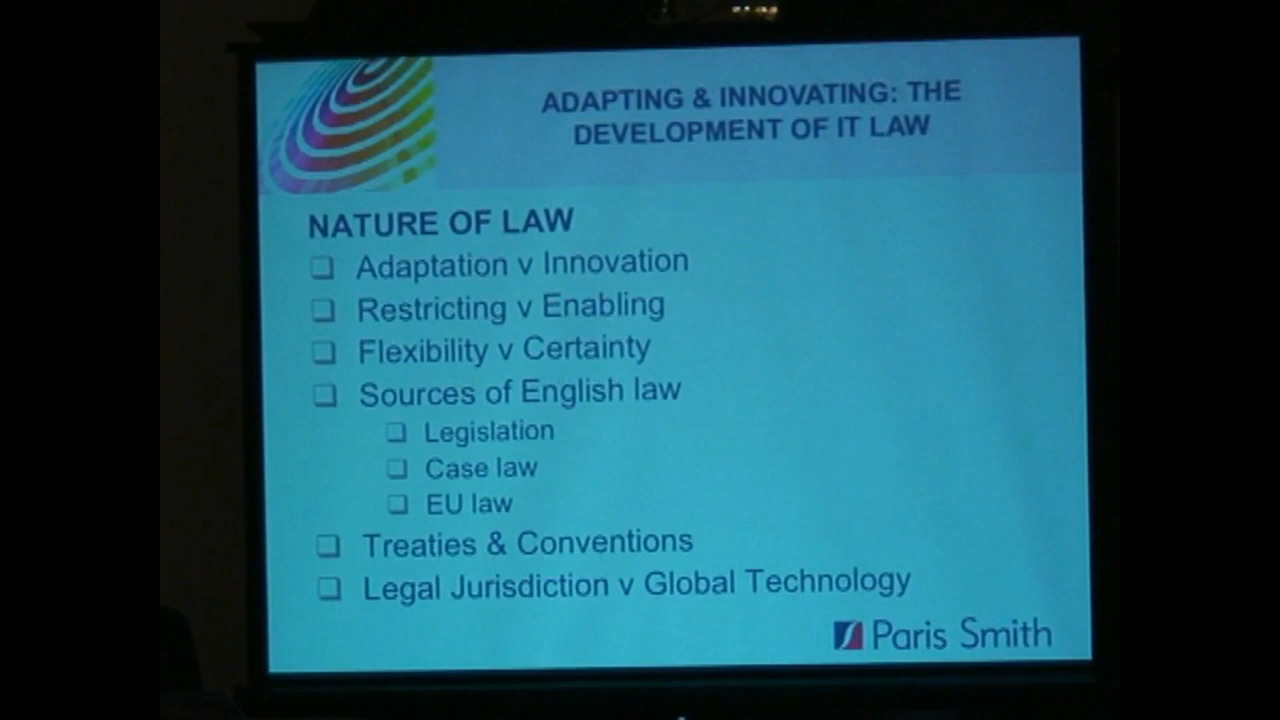 ADAPTING & INNOVATING: THE
DEVELOPMENT OF IT LAW
NATURE OF LAW
Adaptation v Innovation
Restricting v Enabling
Flexibility v Certainty
Sources of English law
Legislation
Case law
EU law
Treaties & Conventions
Legal Jurisdiction v Global Technology
Paris Smith